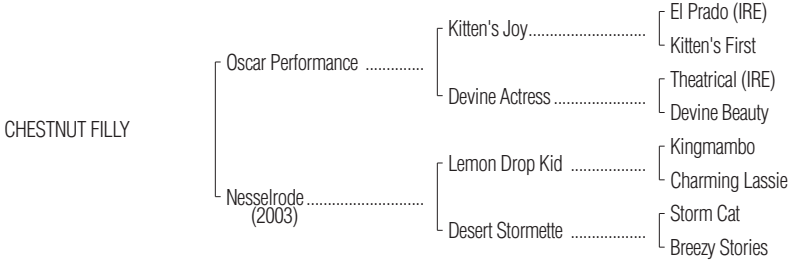 El Prado (IRE)
Kitten's Joy..........................
Kitten's First
Oscar Performance .............
Theatrical (IRE)
Devine Actress .....................
Devine Beauty
CHESTNUT FILLY
Kingmambo
Lemon Drop Kid .................
Charming Lassie
Nesselrode..........................
(2003)
Storm Cat
Desert Stormette .................
Breezy Stories